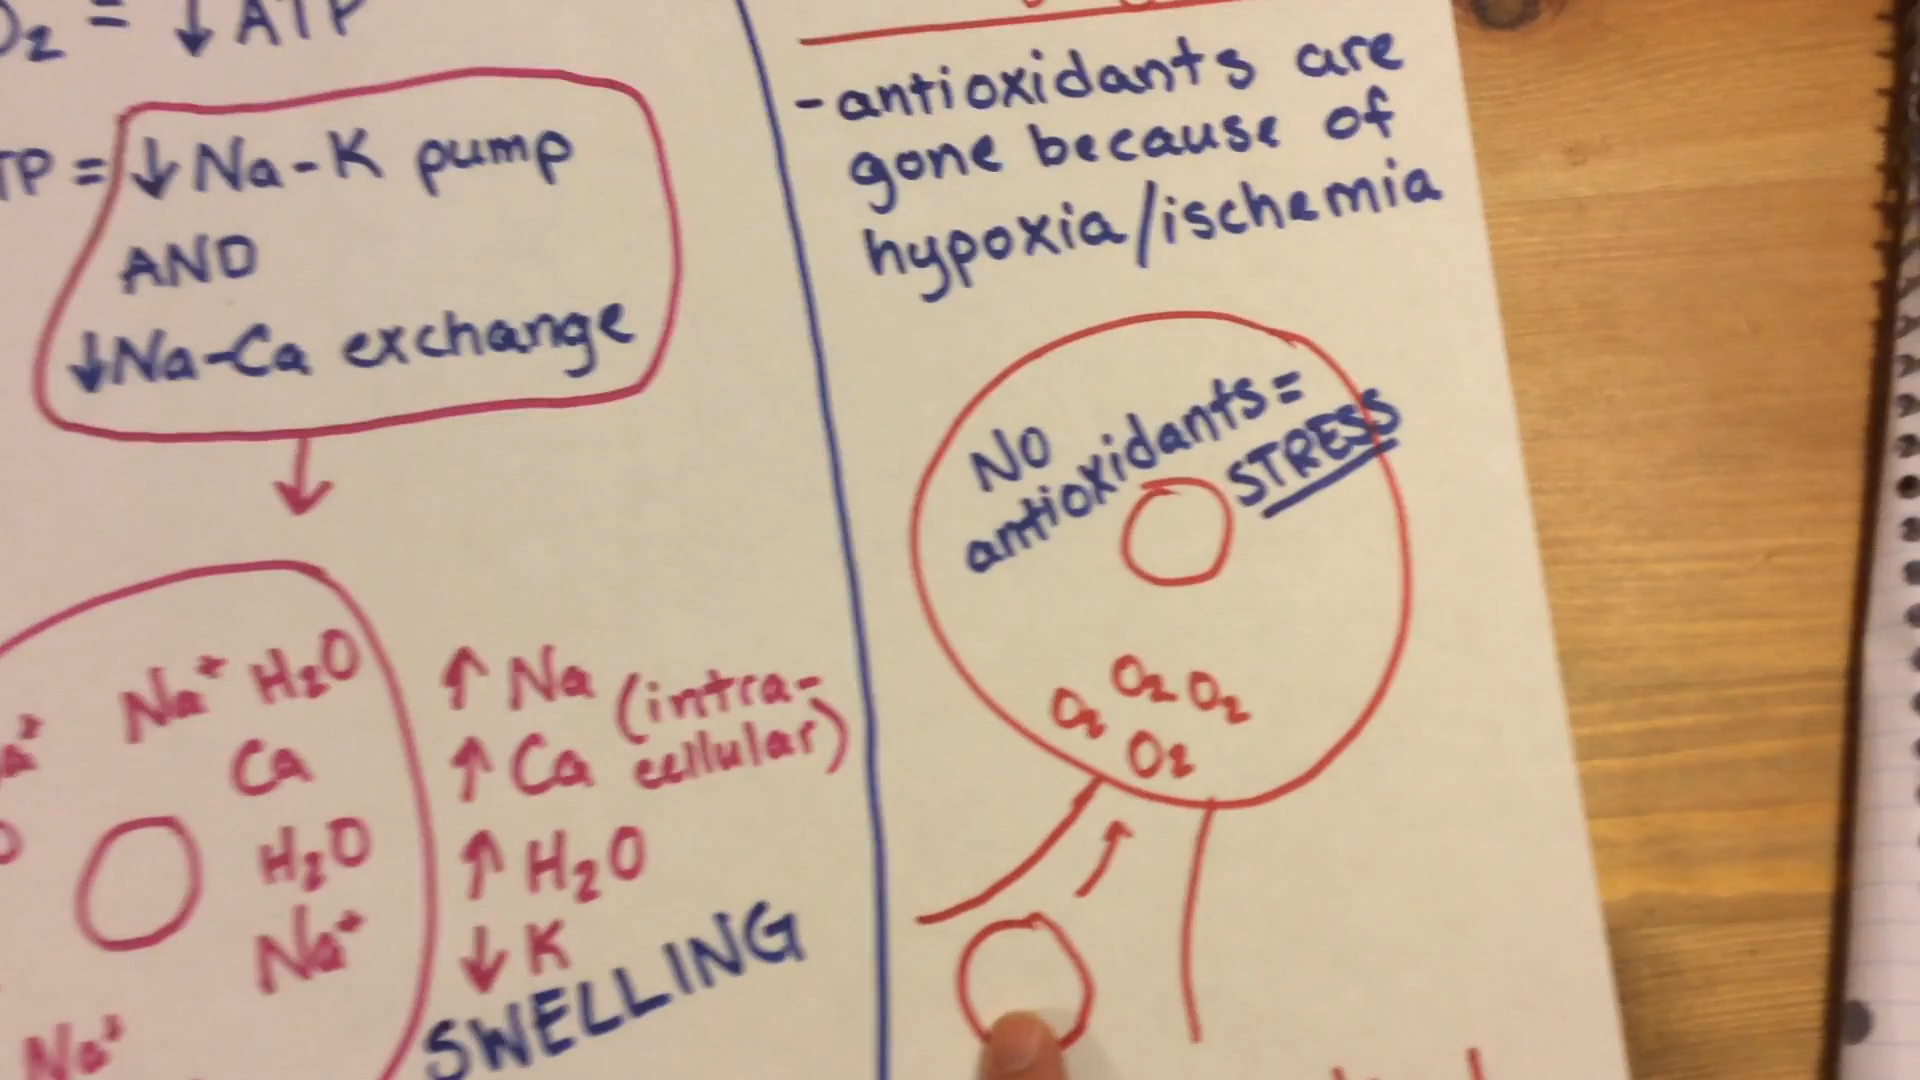 O₂ = ↓ATP
TP = ↓Na-K pump
AND
↓Na-Ca exchange
Na⁺ H₂O
Ca
H₂O
Na⁺
Na⁺
↑ Na (intra-
↑ Ca cellular)
↑ H₂O
↓ K
SWELLING
-antioxidants are
gone because of
hypoxia/ischemia
NO
antioxidants =
STRESS
O₂ O₂ O₂
O₂